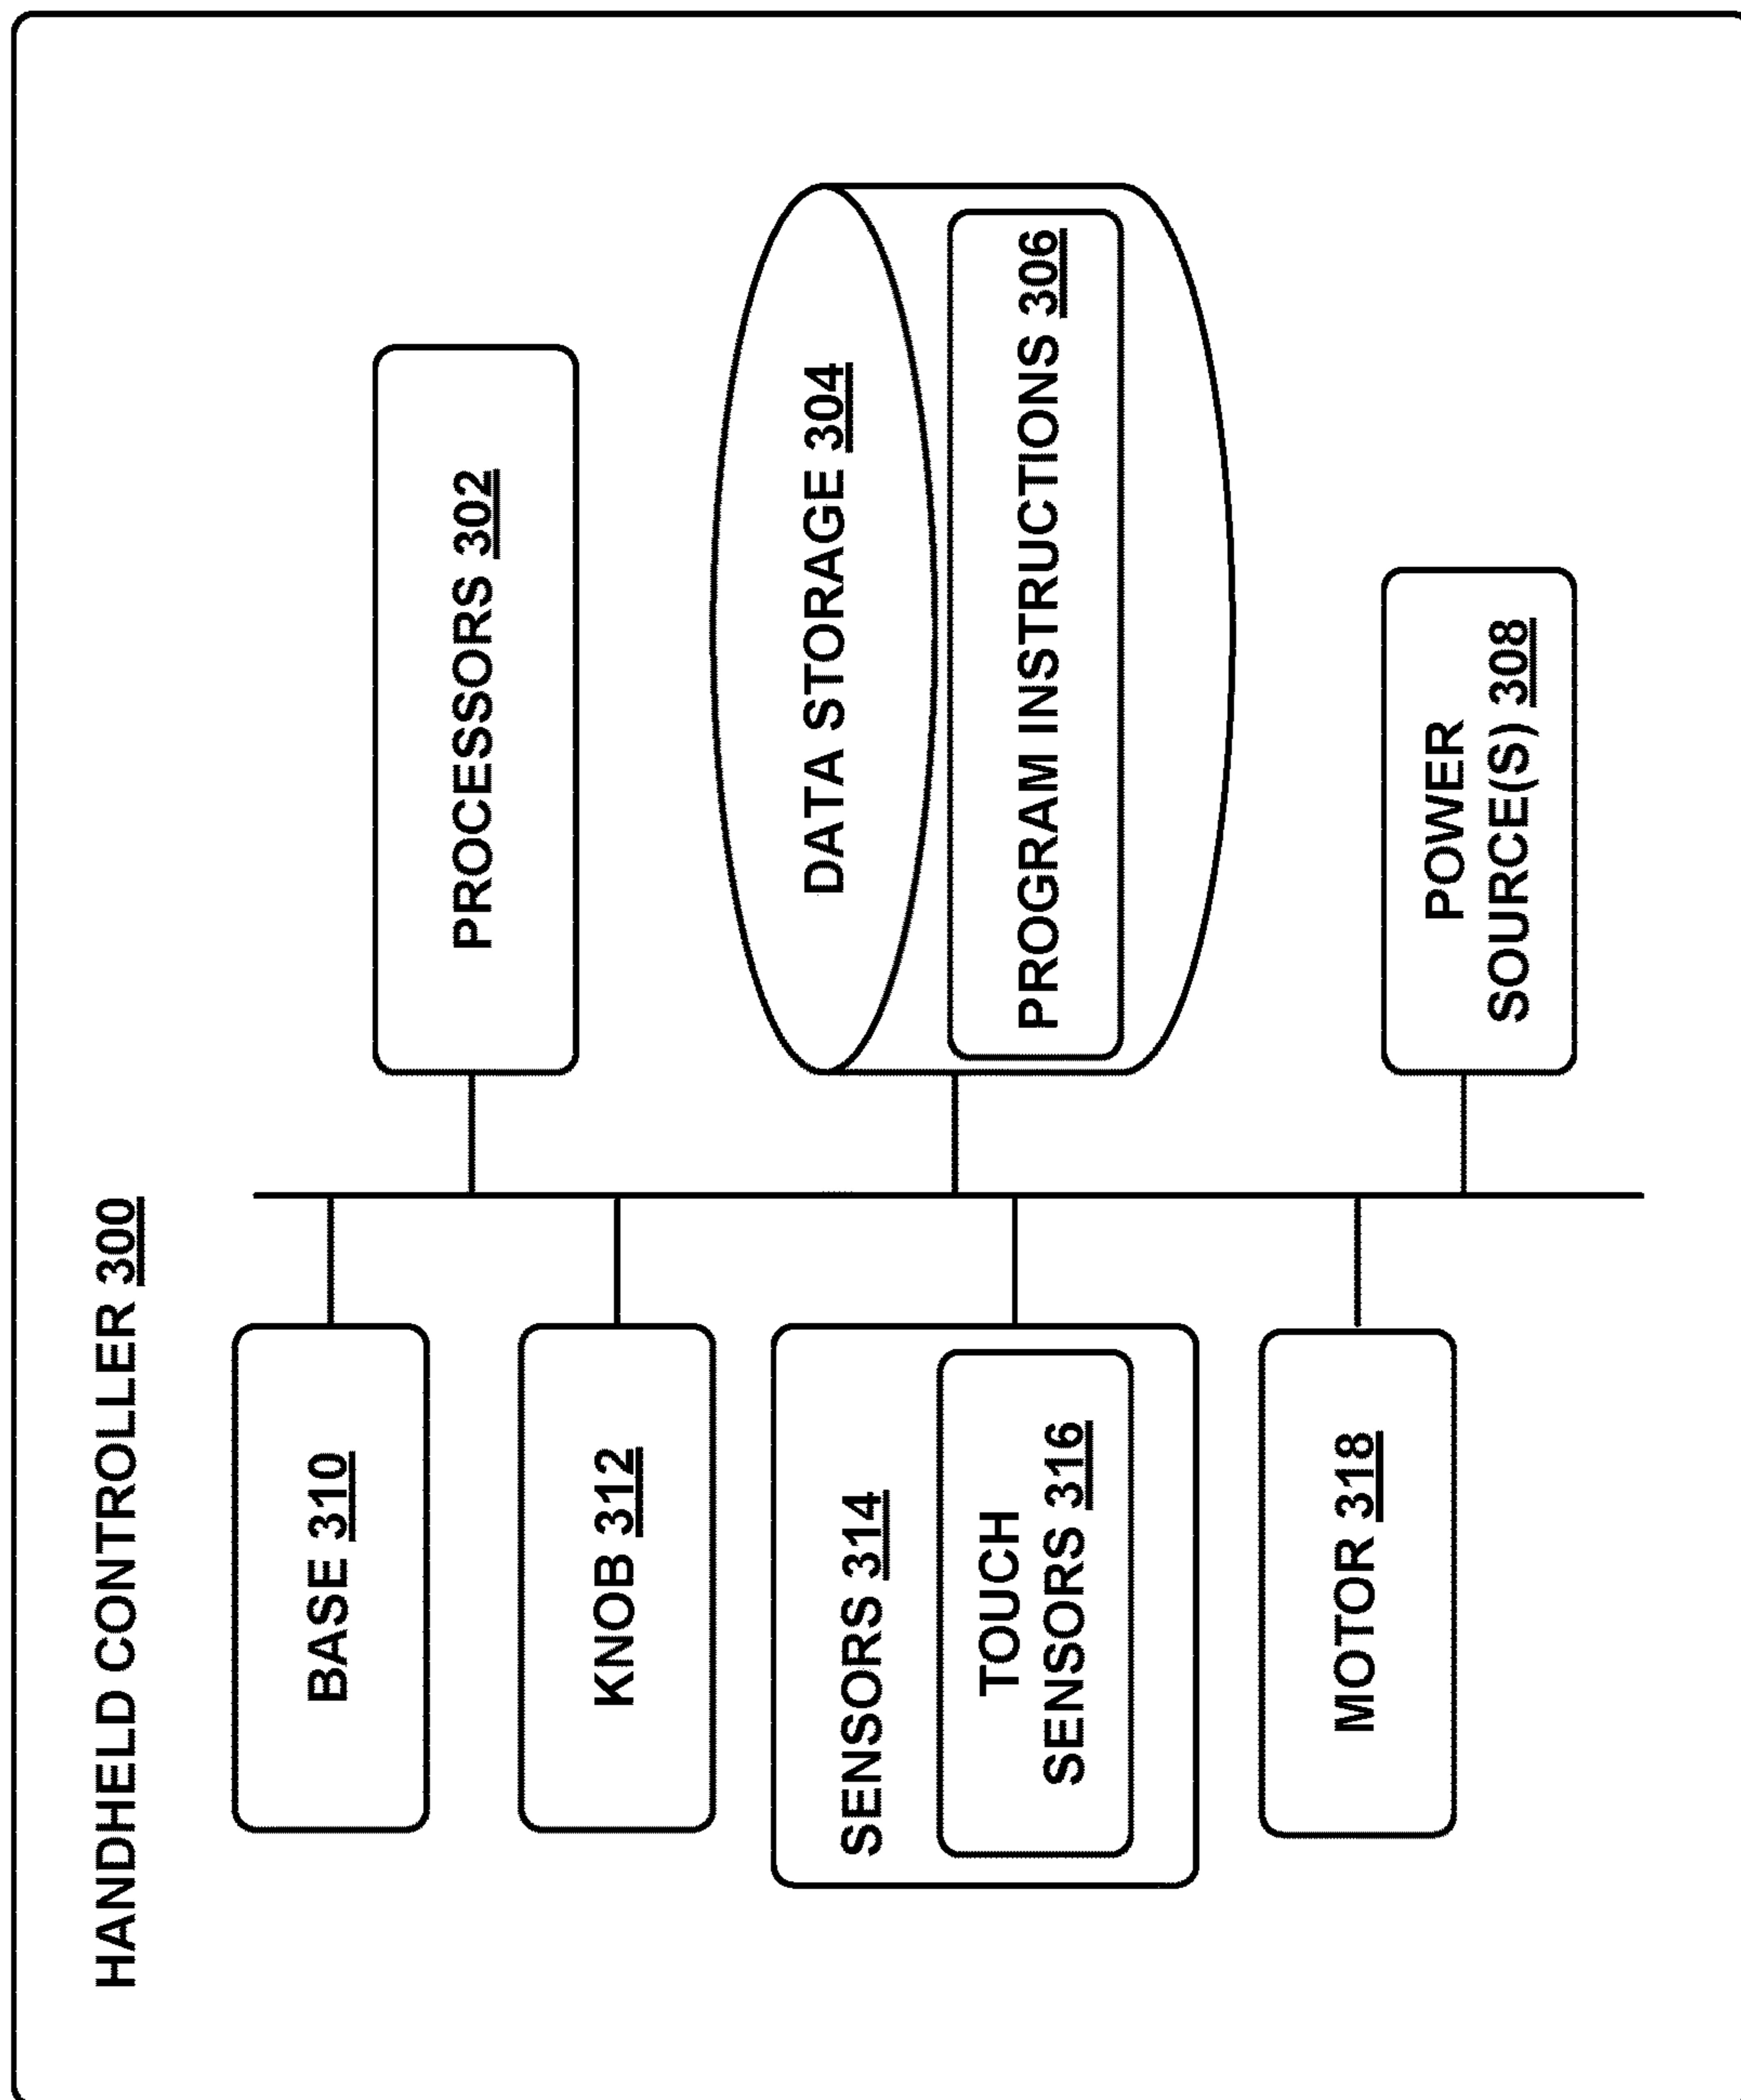 HANDHELD CONTROLLER 300
BASE 310
KNOB 312
SENSORS 314
TOUCH
SENSORS 316
MOTOR 318
PROCESSORS 302
DATA STORAGE 304
PROGRAM INSTRUCTIONS 306
POWER
SOURCE(S) 308